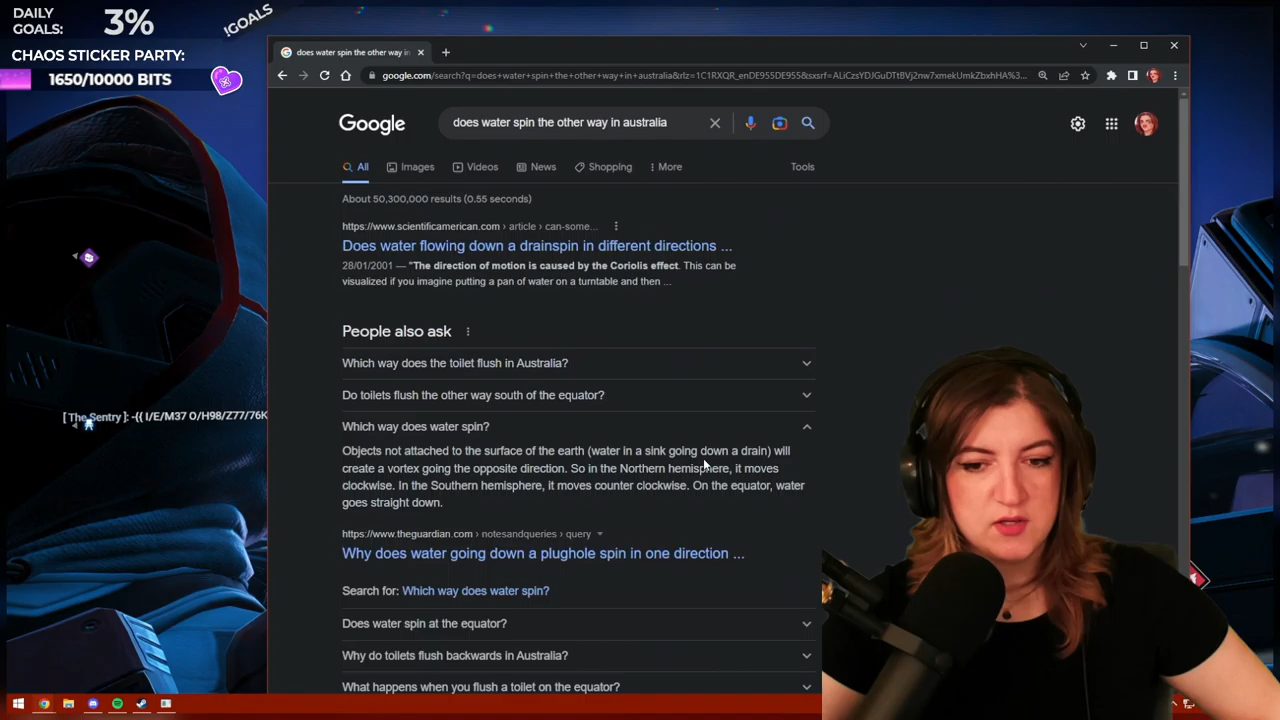 DAILY
GOALS:
3%
!GOALS
CHAOS STICKER PARTY:
1650/10000 BITS
does water spin the other way in
google.com/search?q=does+water+spin+the+other+way+in+australia&rlz=1C1RXQR_enDE955DE955&sxsrf=ALiCzsYDJGuDTtBVj2nw7xmekUmkZbxhHA%3...
Google
does water spin the other way in australia
All
Images
Videos
News
Shopping
More
Tools
About 50,300,000 results (0.55 seconds)
https://www.scientificamerican.com › article › can-some...
Does water flowing down a drainspin in different directions ...
28/01/2001 — "The direction of motion is caused by the Coriolis effect. This can be
visualized if you imagine putting a pan of water on a turntable and then ...
People also ask
Which way does the toilet flush in Australia?
Do toilets flush the other way south of the equator?
Which way does water spin?
Objects not attached to the surface of the earth (water in a sink going down a drain) will
create a vortex going the opposite direction. So in the Northern hemisphere, it moves
clockwise. In the Southern hemisphere, it moves counter clockwise. On the equator, water
goes straight down.
[ The Sentry ]: -{{ I/E/M37 O/H98/Z77/76K
https://www.theguardian.com › notesandqueries › query
Why does water going down a plughole spin in one direction ...
Search for: Which way does water spin?
Does water spin at the equator?
Why do toilets flush backwards in Australia?
What happens when you flush a toilet on the equator?